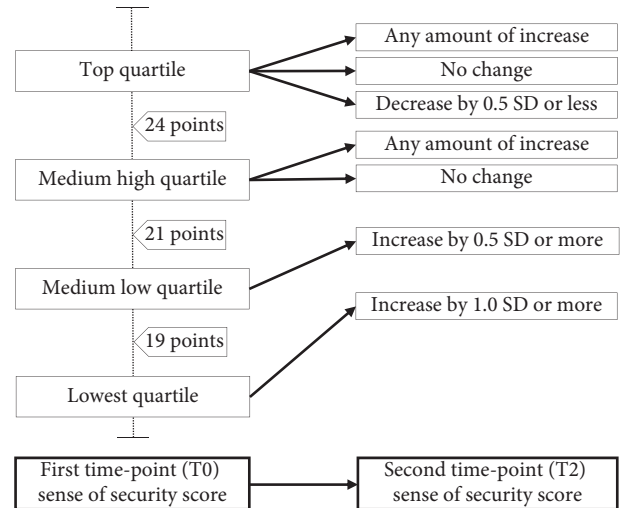 Any amount of increase
Top quartile
No change
Decrease by 0.5 SD or less
24 points
Any amount of increase
Medium high quartile
No change
21 points
Increase by 0.5 SD or more
Medium low quartile
Increase by 1.0 SD or more
19 points
Lowest quartile
First time-point (T0)
sense of security score
Second time-point (T2)
sense of security score